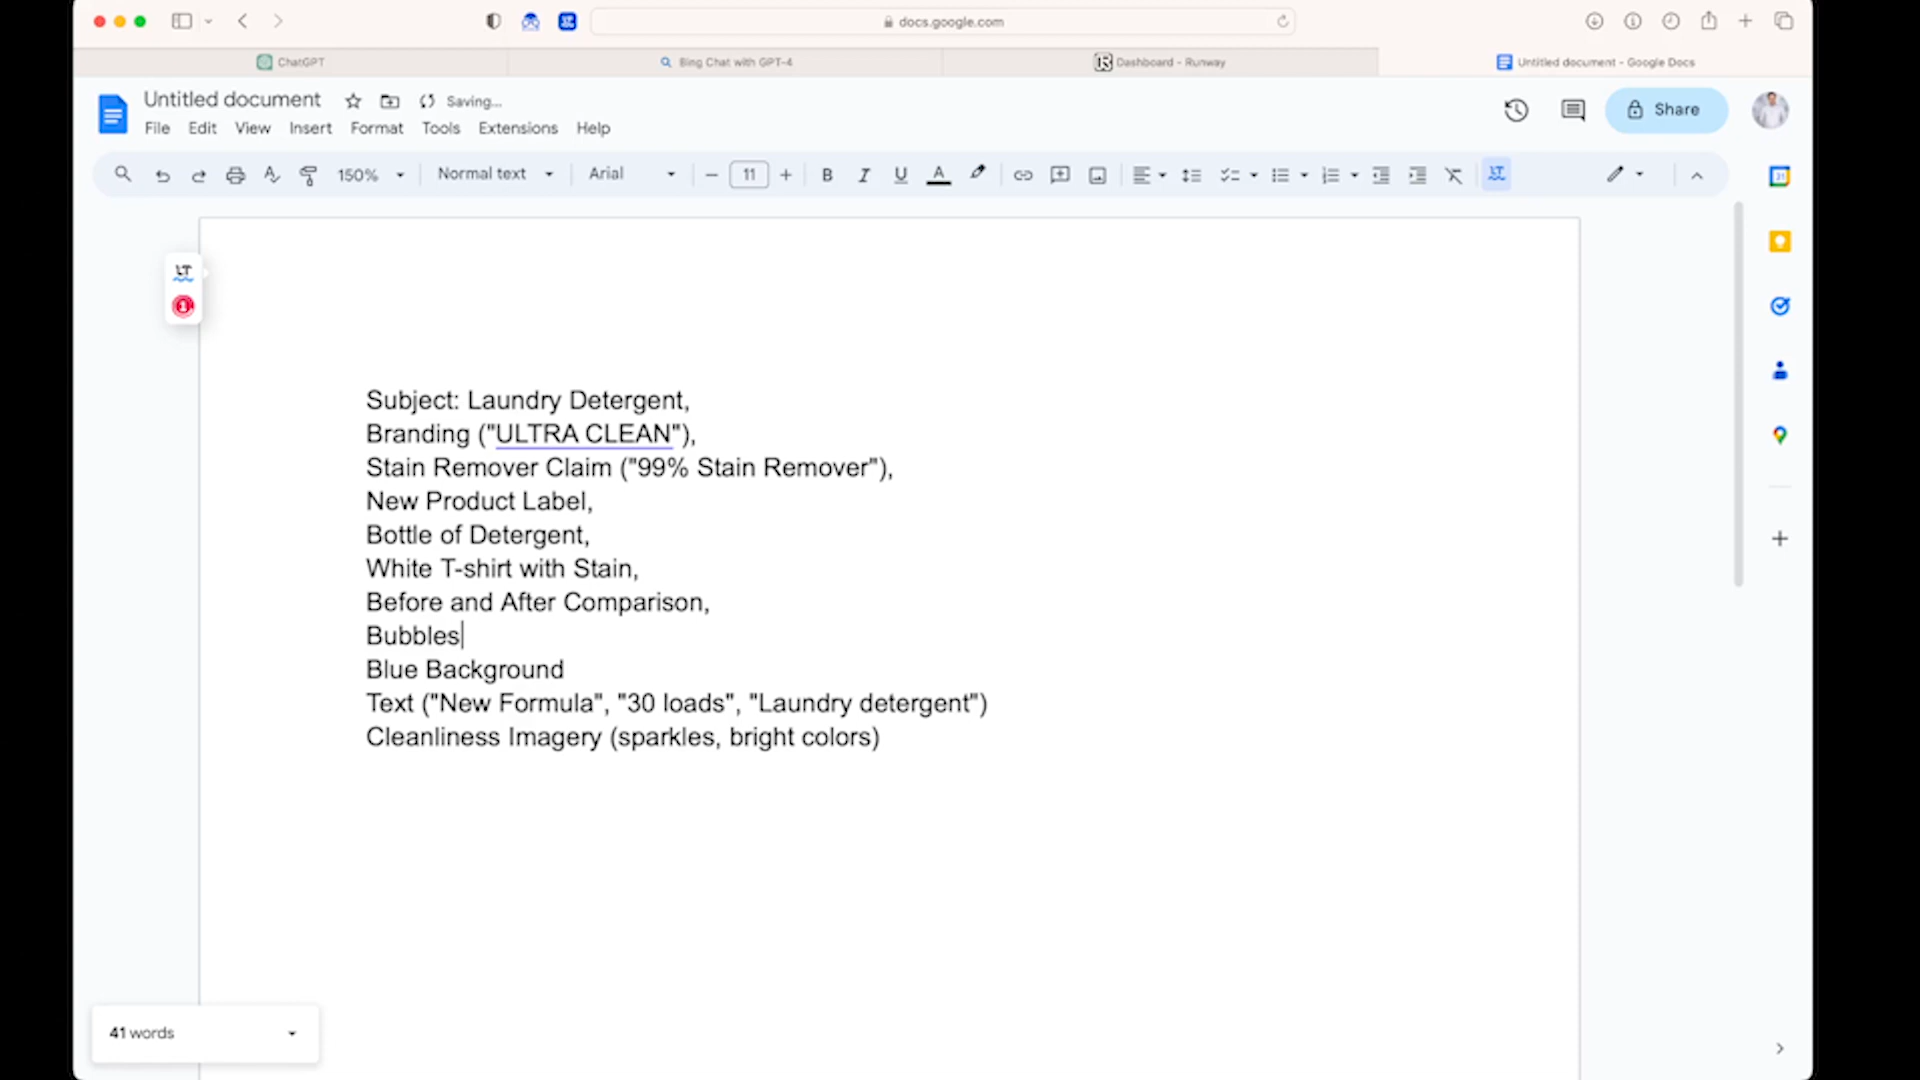 docs.google.com
ChatGPT
Bing Chat with GPT-4
Dashboard - Runway
Untitled document - Google Docs
Untitled document
Saving...
File Edit View Insert Format Tools Extensions Help
Share
150% Normal text Arial 11
Subject: Laundry Detergent,
Branding ("ULTRA CLEAN"),
Stain Remover Claim ("99% Stain Remover"),
New Product Label,
Bottle of Detergent,
White T-shirt with Stain,
Before and After Comparison,
Bubbles
Blue Background
Text ("New Formula", "30 loads", "Laundry detergent")
Cleanliness Imagery (sparkles, bright colors)
41 words